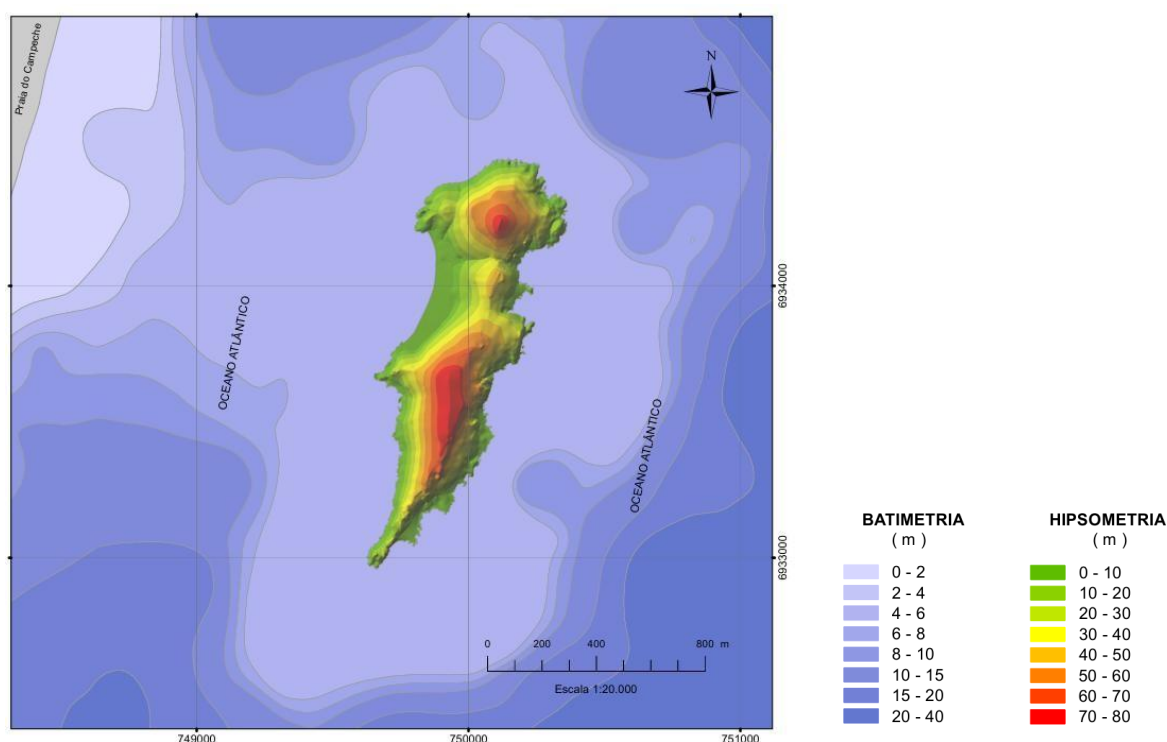 Praia do Campeche
N
OCEANO ATLÂNTICO
6934000
OCEANO ATLÂNTICO
6933000
0 200 400 800 m
Escala 1:20.000
749000 750000 751000
BATIMETRIA
( m )
0 - 2
2 - 4
4 - 6
6 - 8
8 - 10
10 - 15
15 - 20
20 - 40
HIPSOMETRIA
( m )
0 - 10
10 - 20
20 - 30
30 - 40
40 - 50
50 - 60
60 - 70
70 - 80